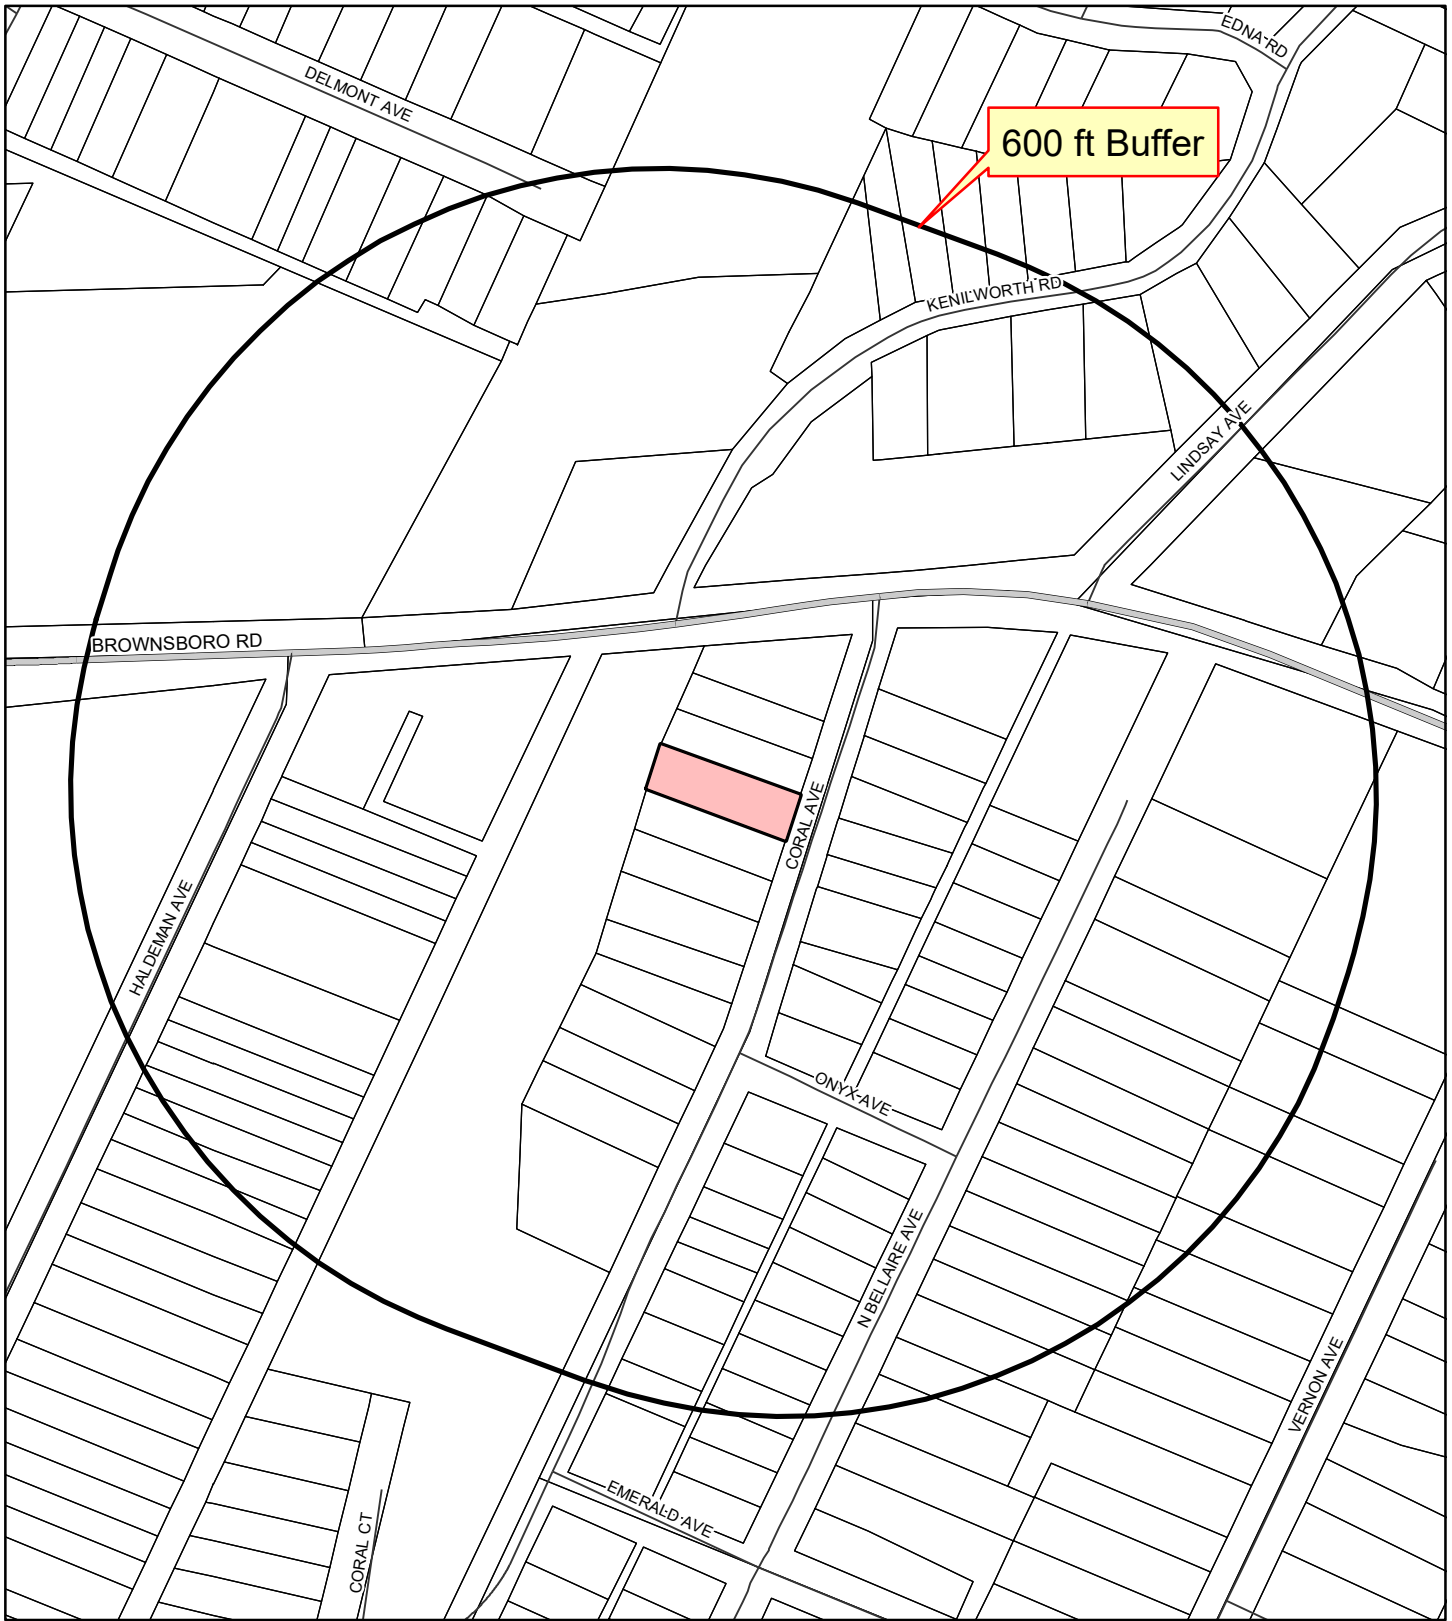 EDNA RD
DELMONT AVE
600 ft Buffer
KENILWORTH RD
LINDSAY AVE
BROWNSBORO RD
CORAL AVE
HALDEMAN AVE
ONYX AVE
N BELLAIRE AVE
VERNON AVE
EMERALD AVE
CORAL CT